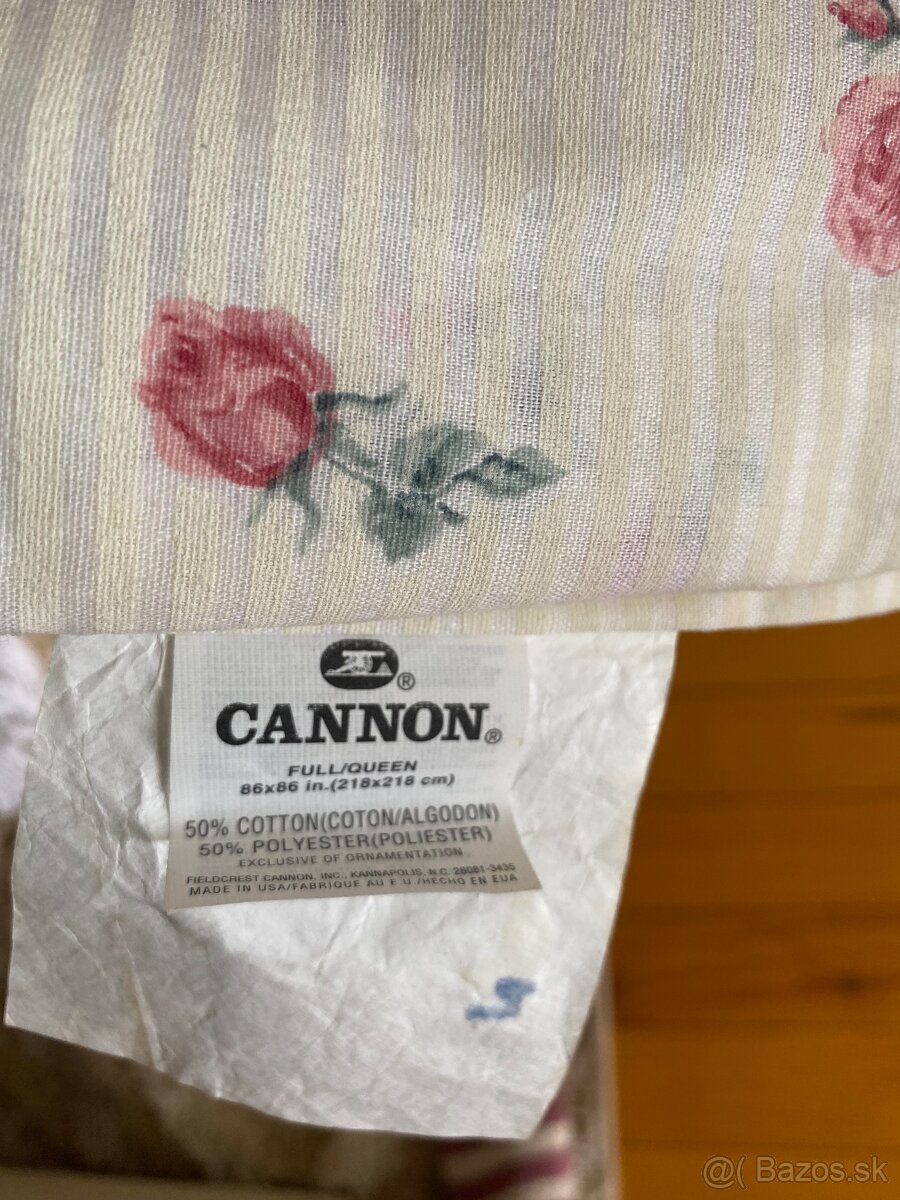 ®
CANNON®
FULL/QUEEN
86x86 in.(218x218 cm)
50% COTTON(COTON/ALGODON)
50% POLYESTER(POLIESTER)
EXCLUSIVE OF ORNAMENTATION
FIELDCREST CANNON, INC., KANNAPOLIS, N.C. 28081-3435
MADE IN USA/FABRIQUE AU E.U./HECHO EN EUA
@( Bazos.sk